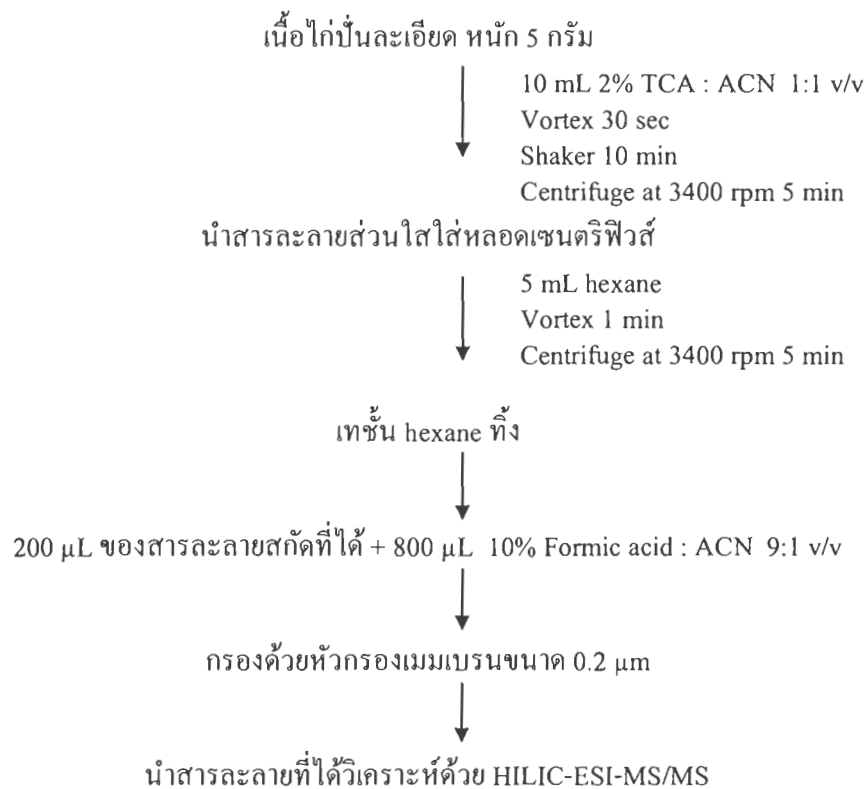 เนื้อไก่ปั่นละเอียด หนัก 5 กรัม
10 mL 2% TCA : ACN 1:1 v/v
Vortex 30 sec
Shaker 10 min
Centrifuge at 3400 rpm 5 min
นำสารละลายส่วนใสใส่หลอดเซนตริฟิวส์
5 mL hexane
Vortex 1 min
Centrifuge at 3400 rpm 5 min
เทชั้น hexane ทิ้ง
200 μL ของสารละลายสกัดที่ได้ + 800 μL 10% Formic acid : ACN 9:1 v/v
กรองด้วยหัวกรองเมมเบรนขนาด 0.2 μm
นำสารละลายที่ได้วิเคราะห์ด้วย HILIC-ESI-MS/MS